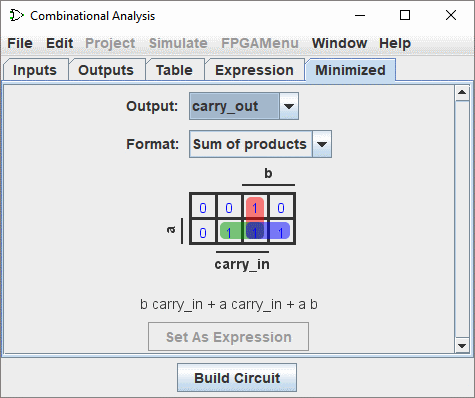 Combinational Analysis
File Edit Project Simulate FPGAMenu Window Help
Inputs Outputs Table Expression Minimized
Output: carry_out
Format: Sum of products
b
0 0 1 0
a
0 1 1 1
carry_in
b carry_in + a carry_in + a b
Set As Expression
Build Circuit